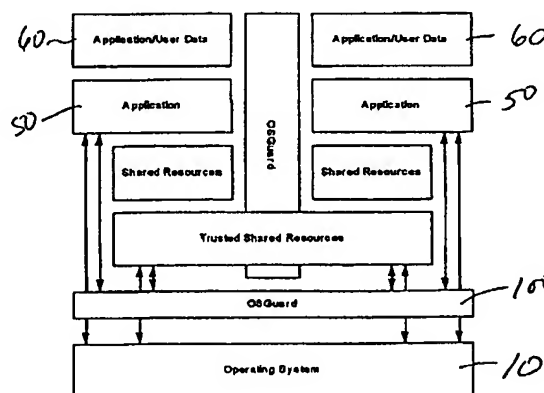 60 Application/User Data Application/User Data 60
50 Application Application 50
OSGuard
Shared Resources Shared Resources
Trusted Shared Resources
OSGuard 100
Operating System 10